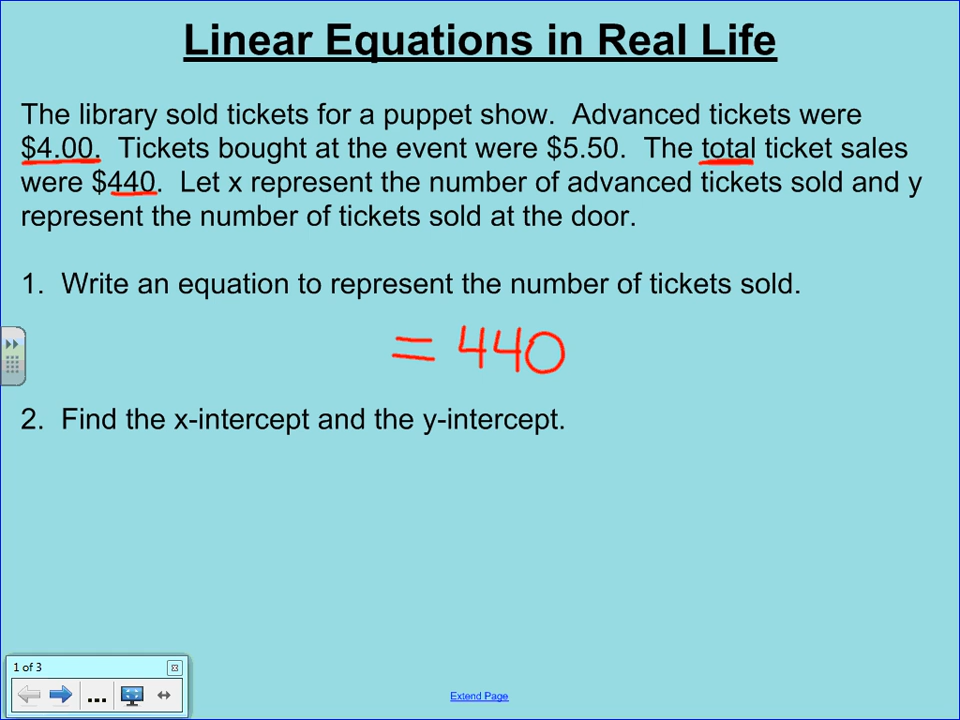 Linear Equations in Real Life
The library sold tickets for a puppet show. Advanced tickets were
$4.00. Tickets bought at the event were $5.50. The total ticket sales
were $440. Let x represent the number of advanced tickets sold and y
represent the number of tickets sold at the door.
1. Write an equation to represent the number of tickets sold.
= 440
2. Find the x-intercept and the y-intercept.
1 of 3
...
Extend Page